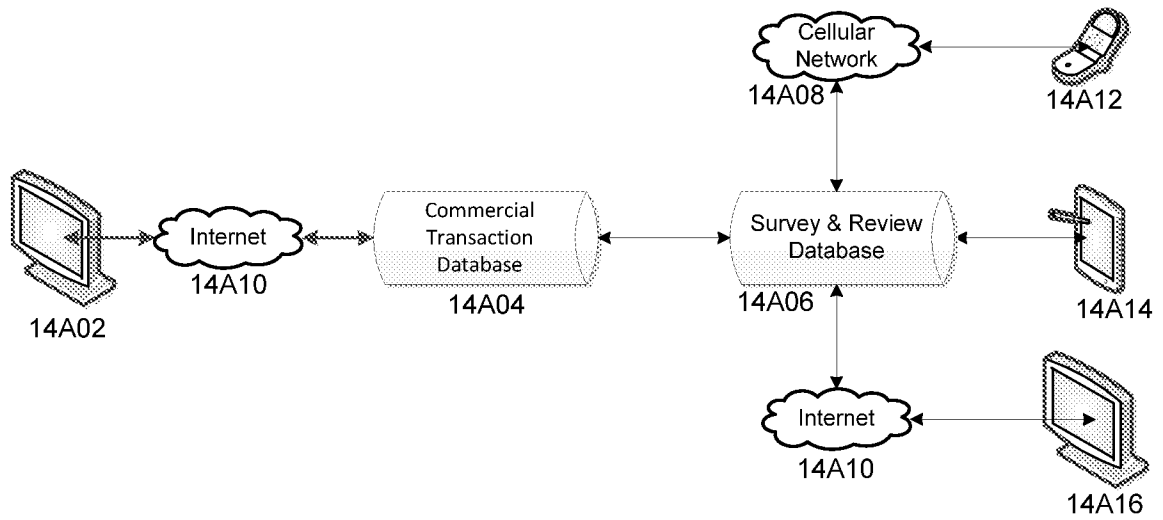 Cellular
Network
14A08
14A12
Internet
14A10
14A02
Commercial
Transaction
Database
14A04
Survey & Review
Database
14A06
14A14
Internet
14A10
14A16